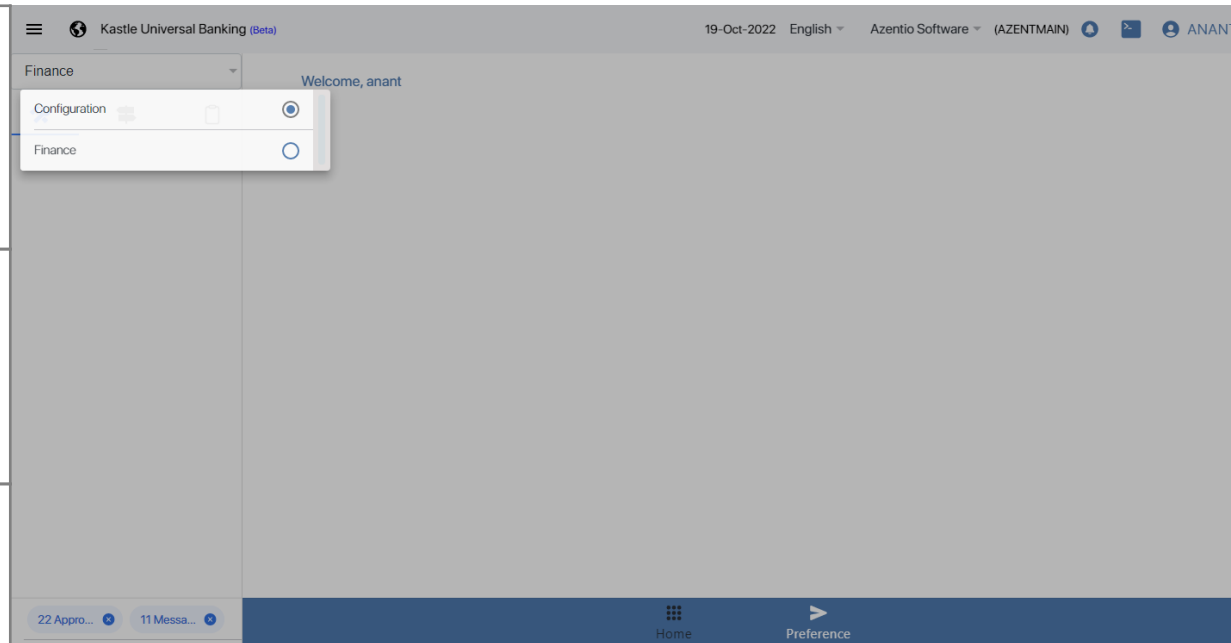 Kastle Universal Banking (Beta) 19-Oct-2022 English Azentio Software (AZENTMAIN) ANANT
Finance
Welcome, anant
Configuration
Finance
22 Appro... 11 Messa...
Home Preference